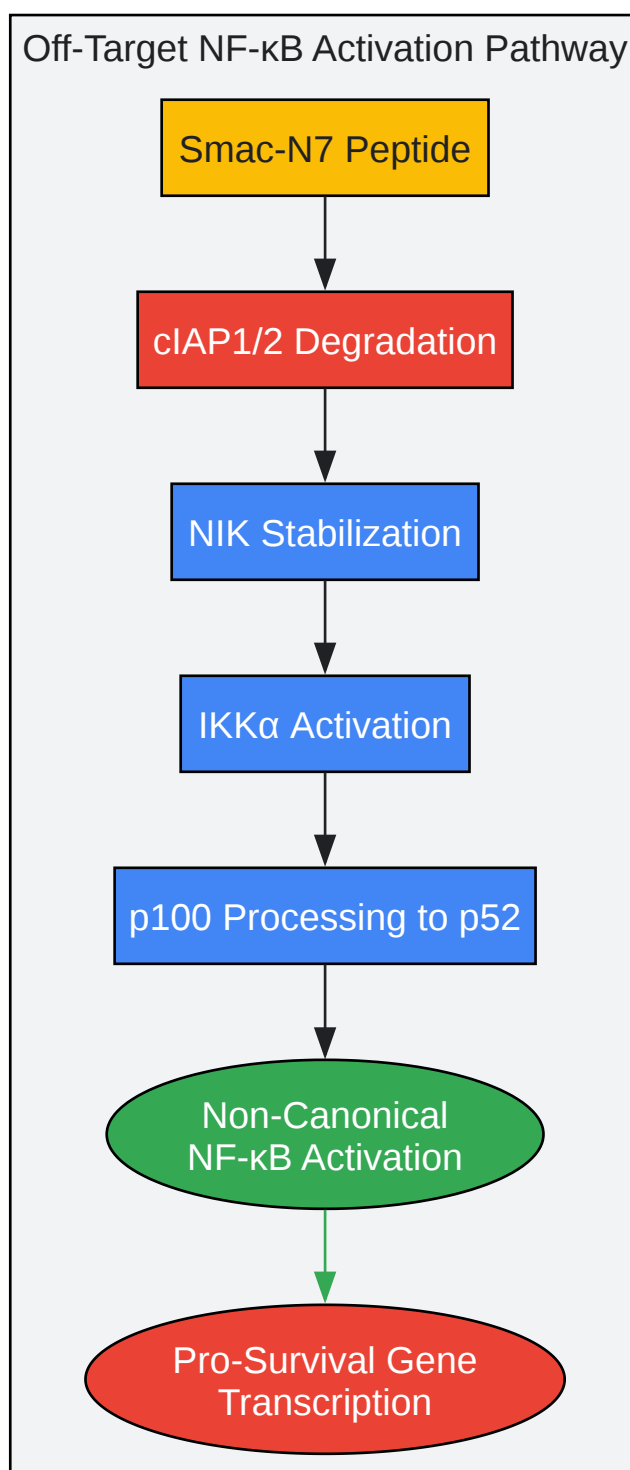 Off-Target NF-κB Activation Pathway
Smac-N7 Peptide
cIAP1/2 Degradation
NIK Stabilization
IKKα Activation
p100 Processing to p52
Non-Canonical
NF-κB Activation
Pro-Survival Gene
Transcription